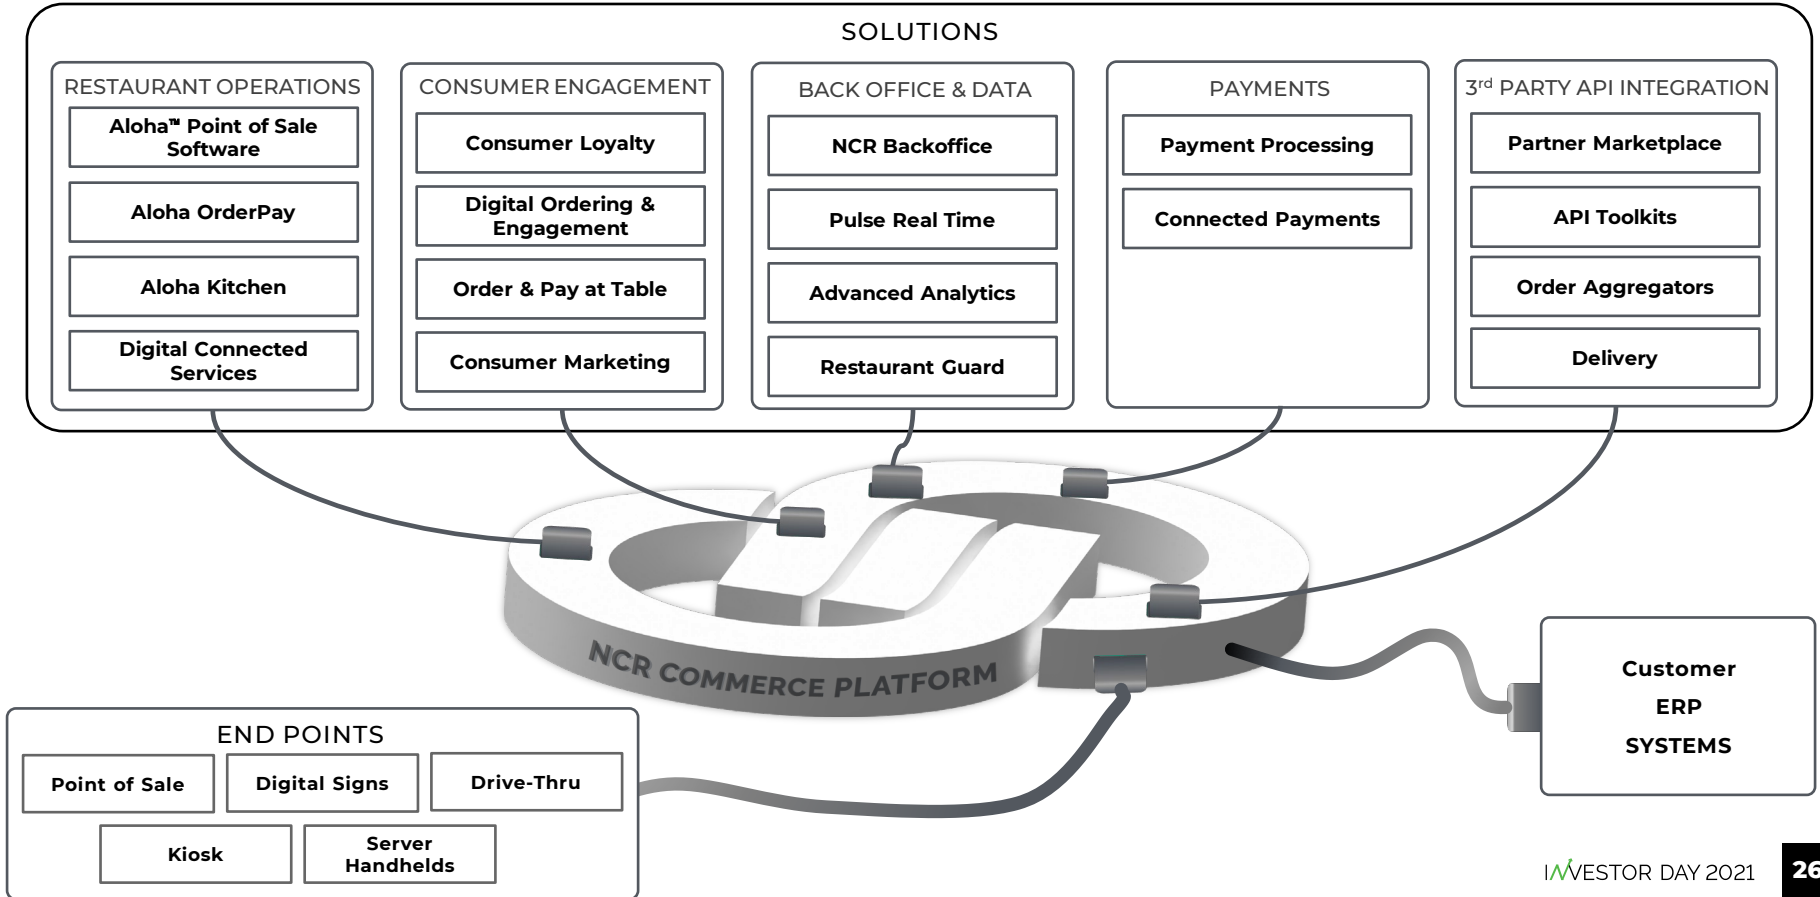 SOLUTIONS
RESTAURANT OPERATIONS
Aloha™ Point of Sale
Software
Aloha OrderPay
Aloha Kitchen
Digital Connected
Services
CONSUMER ENGAGEMENT
Consumer Loyalty
Digital Ordering &
Engagement
Order & Pay at Table
Consumer Marketing
BACK OFFICE & DATA
NCR Backoffice
Pulse Real Time
Advanced Analytics
Restaurant Guard
PAYMENTS
Payment Processing
Connected Payments
3rd PARTY API INTEGRATION
Partner Marketplace
API Toolkits
Order Aggregators
Delivery
NCR COMMERCE PLATFORM
Customer
ERP
SYSTEMS
END POINTS
Point of Sale
Digital Signs
Drive-Thru
Kiosk
Server
Handhelds
INVESTOR DAY 2021
26